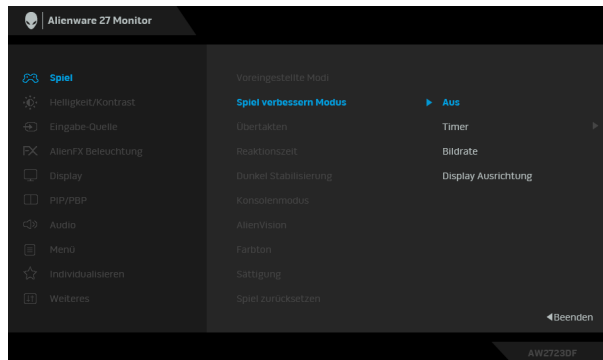 Alienware 27 Monitor
Spiel
Helligkeit/Kontrast
Eingabe-Quelle
AlienFX Beleuchtung
Display
PIP/PBP
Audio
Menü
Individualisieren
Weiteres
Voreingestellte Modi
Spiel verbessern Modus
Übertakten
Reaktionszeit
Dunkel Stabilisierung
Konsolenmodus
AlienVision
Farbton
Sättigung
Spiel zurücksetzen
Aus
Timer
Bildrate
Display Ausrichtung
Beenden
AW2723DF